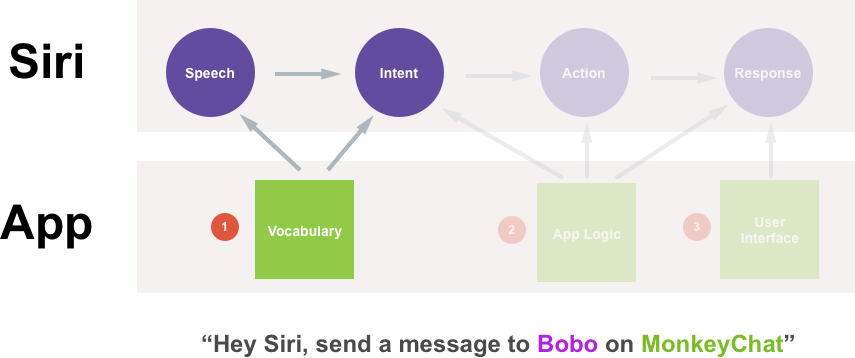 Siri
Speech
Intent
Action
Response
App
1
Vocabulary
2
App Logic
3
User
Interface
“Hey Siri, send a message to Bobo on MonkeyChat”